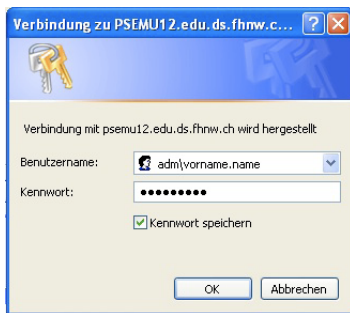 Verbindung zu PSEMU12.edu.ds.fhnw.c...
Verbindung mit psemu12.edu.ds.fhnw.ch wird hergestellt
Benutzername:
adm\vorname.name
Kennwort:
•••••••••
Kennwort speichern
OK
Abbrechen